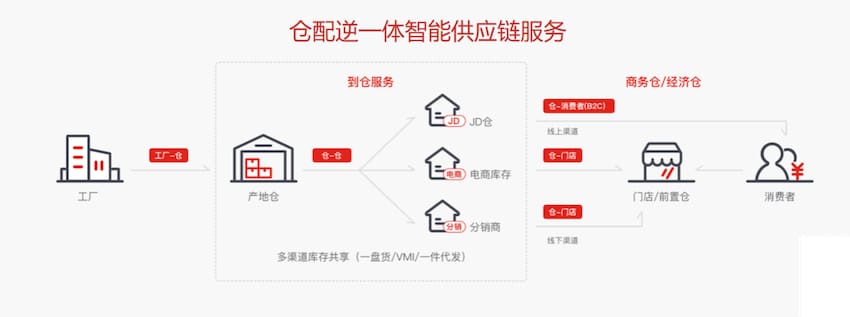 仓配逆一体智能供应链服务
到仓服务
商务仓/经济仓
工厂-仓
仓-仓
JD
JD仓
仓-消费者(B2C)
线上渠道
电商
电商库存
仓-门店
分销
分销商
仓-门店
线下渠道
工厂
产地仓
门店/前置仓
消费者
多渠道库存共享（一盘货/VMI/一件代发）